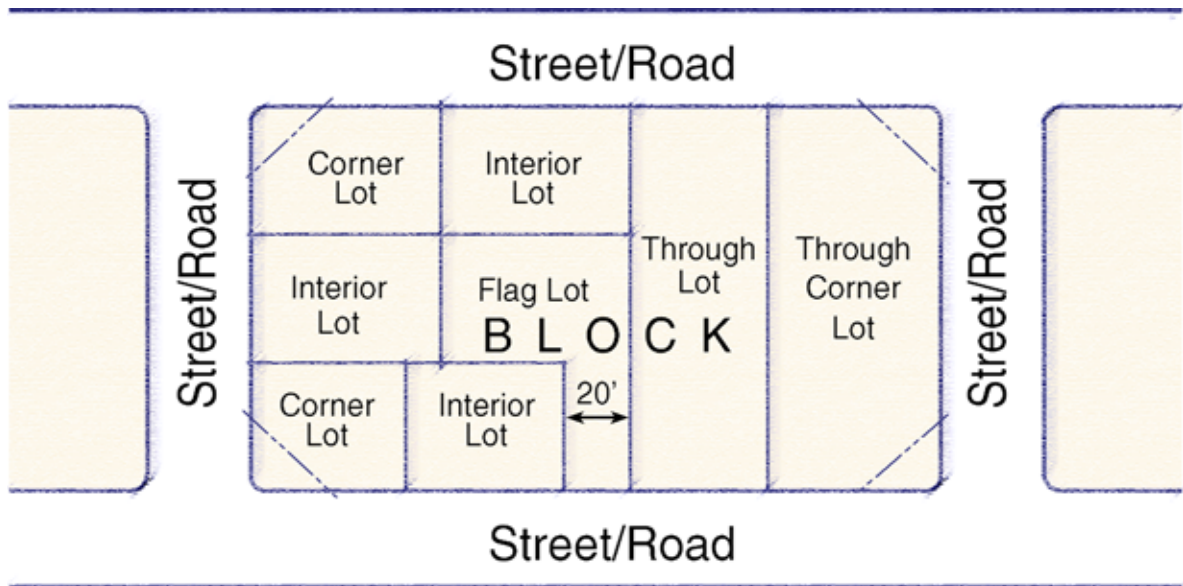 Street/Road
Street/Road
Corner
Lot
Interior
Lot
Interior
Lot
Flag Lot
Through
Lot
Through
Corner
Lot
B L O C K
Corner
Lot
Interior
Lot
20’
Street/Road
Street/Road